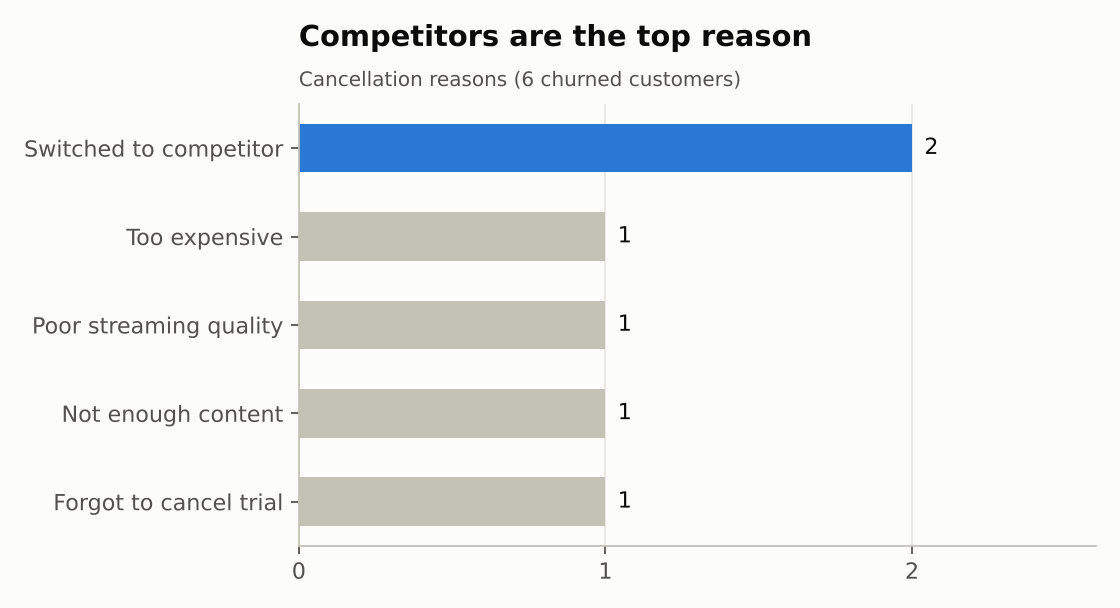 Competitors are the top reason
Cancellation reasons (6 churned customers)
Switched to competitor 2
Too expensive 1
Poor streaming quality 1
Not enough content 1
Forgot to cancel trial 1
0 1 2